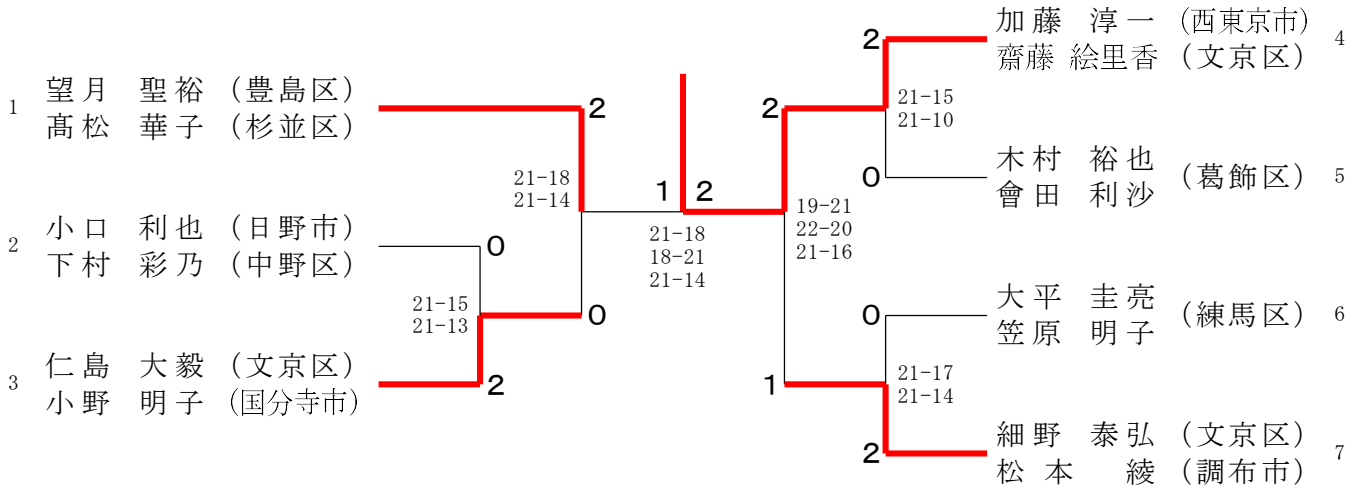 1
望月 聖裕 (豊島区)
髙松 華子 (杉並区)
2
小口 利也 (日野市)
下村 彩乃 (中野区)
3
仁島 大毅 (文京区)
小野 明子 (国分寺市)
2
21-18
21-14
0
21-15
21-13
2
0
1
2
21-18
18-21
21-14
2
19-21
22-20
21-16
1
2
21-15
21-10
0
0
21-17
21-14
2
加藤 淳一 (西東京市)
齋藤 絵里香 (文京区)
4
木村 裕也
會田 利沙
(葛飾区)
5
大平 圭亮
笠原 明子
(練馬区)
6
細野 泰弘 (文京区)
松本 綾 (調布市)
7